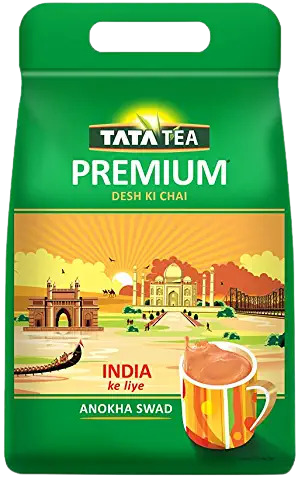 TATA TEA
PREMIUM
DESH KI CHAI
INDIA
ke liye
ANOKHA SWAD